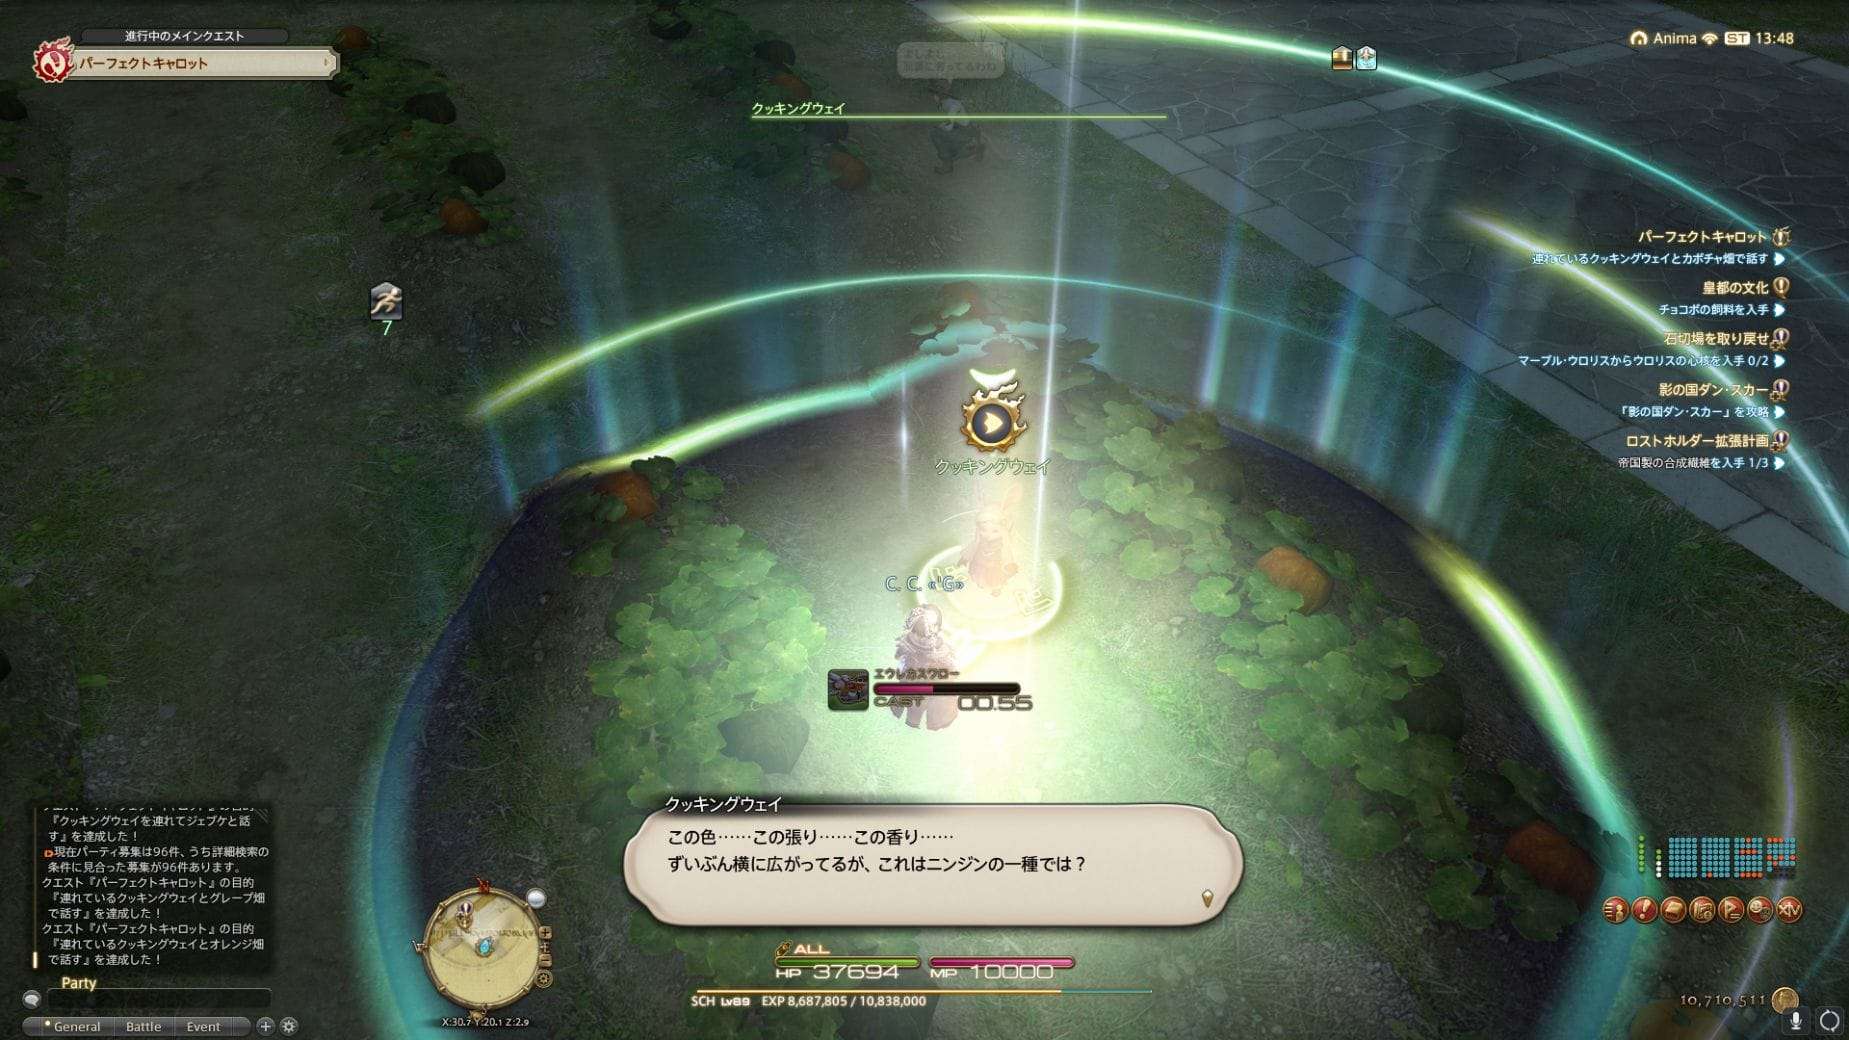 進行中のメインクエスト
パーフェクトキャロット
クッキングウェイ
Anima ST 13:48
パーフェクトキャロット
連れているクッキングウェイとカボチャ畑で話す
皇都の文化
チョコボの飼料を入手
石切場を取り戻せ
マーブル・ウロリスからウロリスの心核を入手 0/2
影の国ダン・スカー
「影の国ダン・スカー」を攻略
ロストホルダー拡張計画
帝国製の合成繊維を入手 1/3
7
クッキングウェイ
C. C. «'G»
エウレカスワロー
CAST 00.55
クッキングウェイ
この色……この張り……この香り……
ずいぶん横に広がってるが、これはニンジンの一種では？
『クッキングウェイを連れてジェブケと話
す』を達成した！
現在パーティ募集は96件、うち詳細検索の
条件に見合った募集が96件あります。
クエスト『パーフェクトキャロット』の目的
『連れているクッキングウェイとグレープ畑
で話す』を達成した！
クエスト『パーフェクトキャロット』の目的
『連れているクッキングウェイとオレンジ畑
で話す』を達成した！
Party
General Battle Event
N
X:30.7 Y:20.1 Z:2.9
ALL
HP 37694 MP 10000
SCH Lv89 EXP 8,687,805 / 10,838,000
XIV
10,710,511